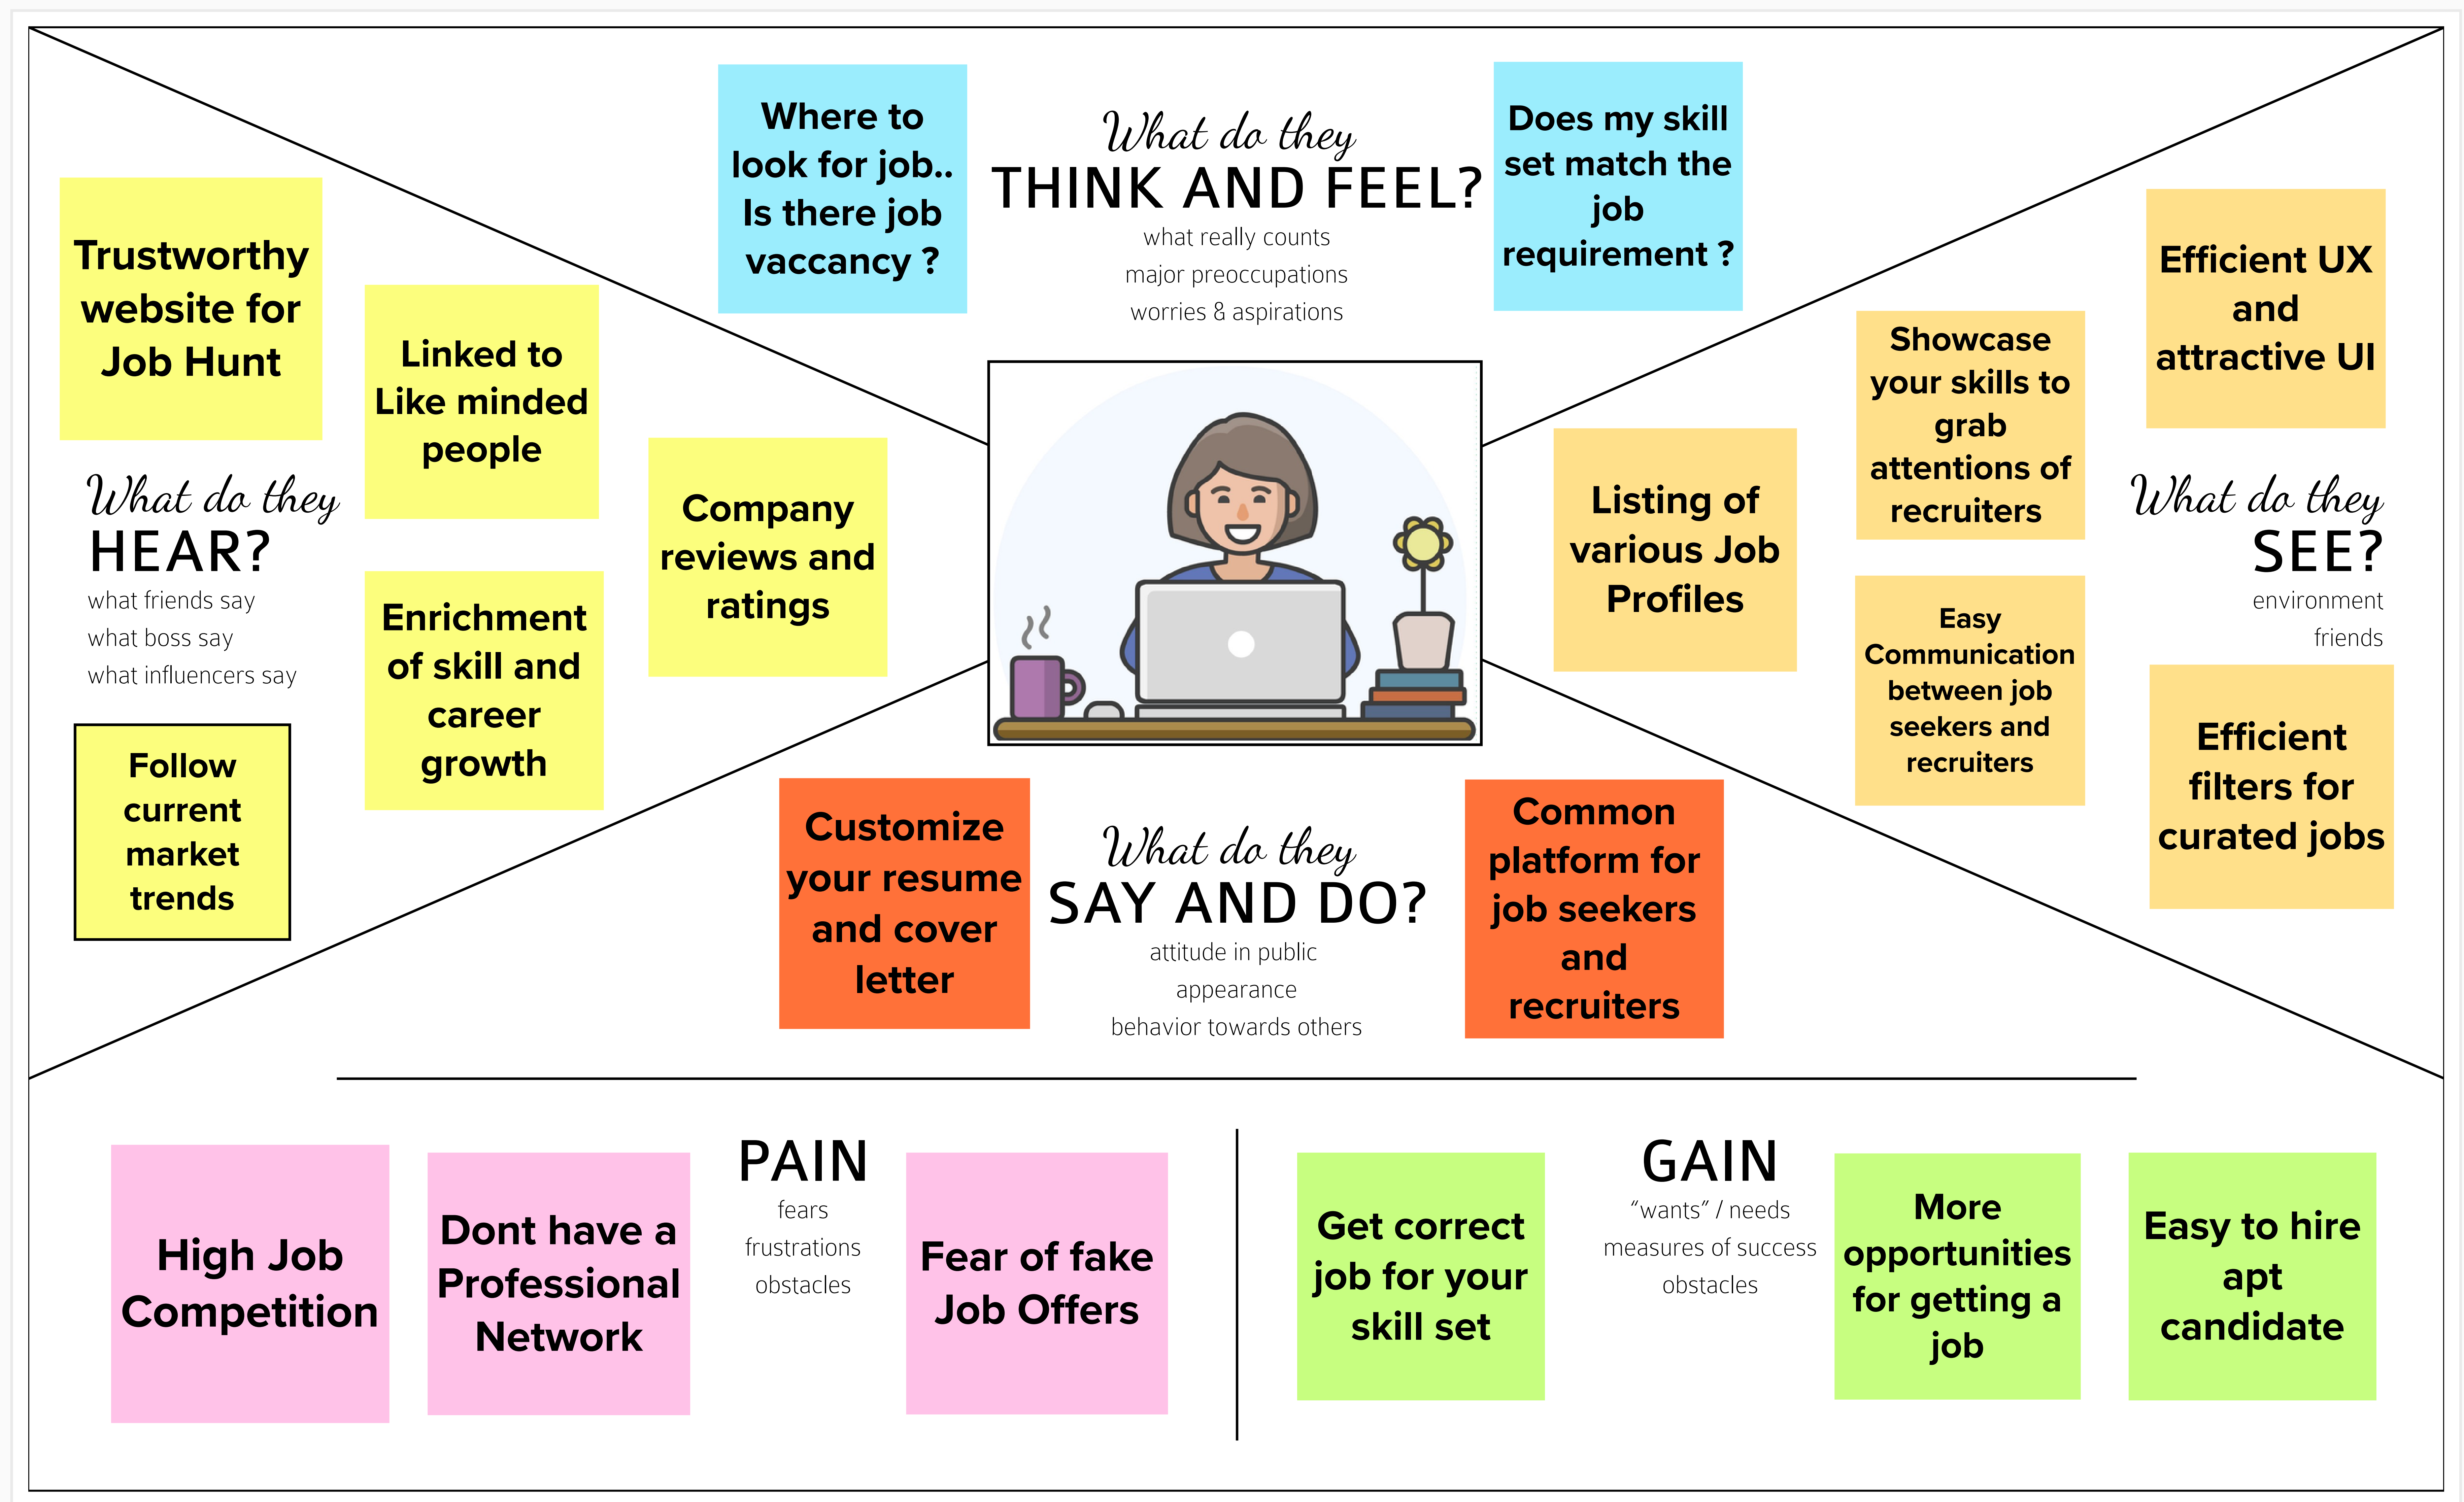 Where to
look for job..
Is there job
vaccancy ?
What do they
THINK AND FEEL?
what really counts
major preoccupations
worries & aspirations
Does my skill
set match the
job
requirement ?
Trustworthy
website for
Job Hunt
Linked to
Like minded
people
Company
reviews and
ratings
What do they
HEAR?
what friends say
what boss say
what influencers say
Enrichment
of skill and
career
growth
Follow
current
market
trends
Listing of
various Job
Profiles
Showcase
your skills to
grab
attentions of
recruiters
Efficient UX
and
attractive UI
What do they
SEE?
environment
friends
Easy
Communication
between job
seekers and
recruiters
Efficient
filters for
curated jobs
Customize
your resume
and cover
letter
What do they
SAY AND DO?
attitude in public
appearance
behavior towards others
Common
platform for
job seekers
and
recruiters
High Job
Competition
Dont have a
Professional
Network
PAIN
fears
frustrations
obstacles
Fear of fake
Job Offers
Get correct
job for your
skill set
GAIN
“wants” / needs
measures of success
obstacles
More
opportunities
for getting a
job
Easy to hire
apt
candidate